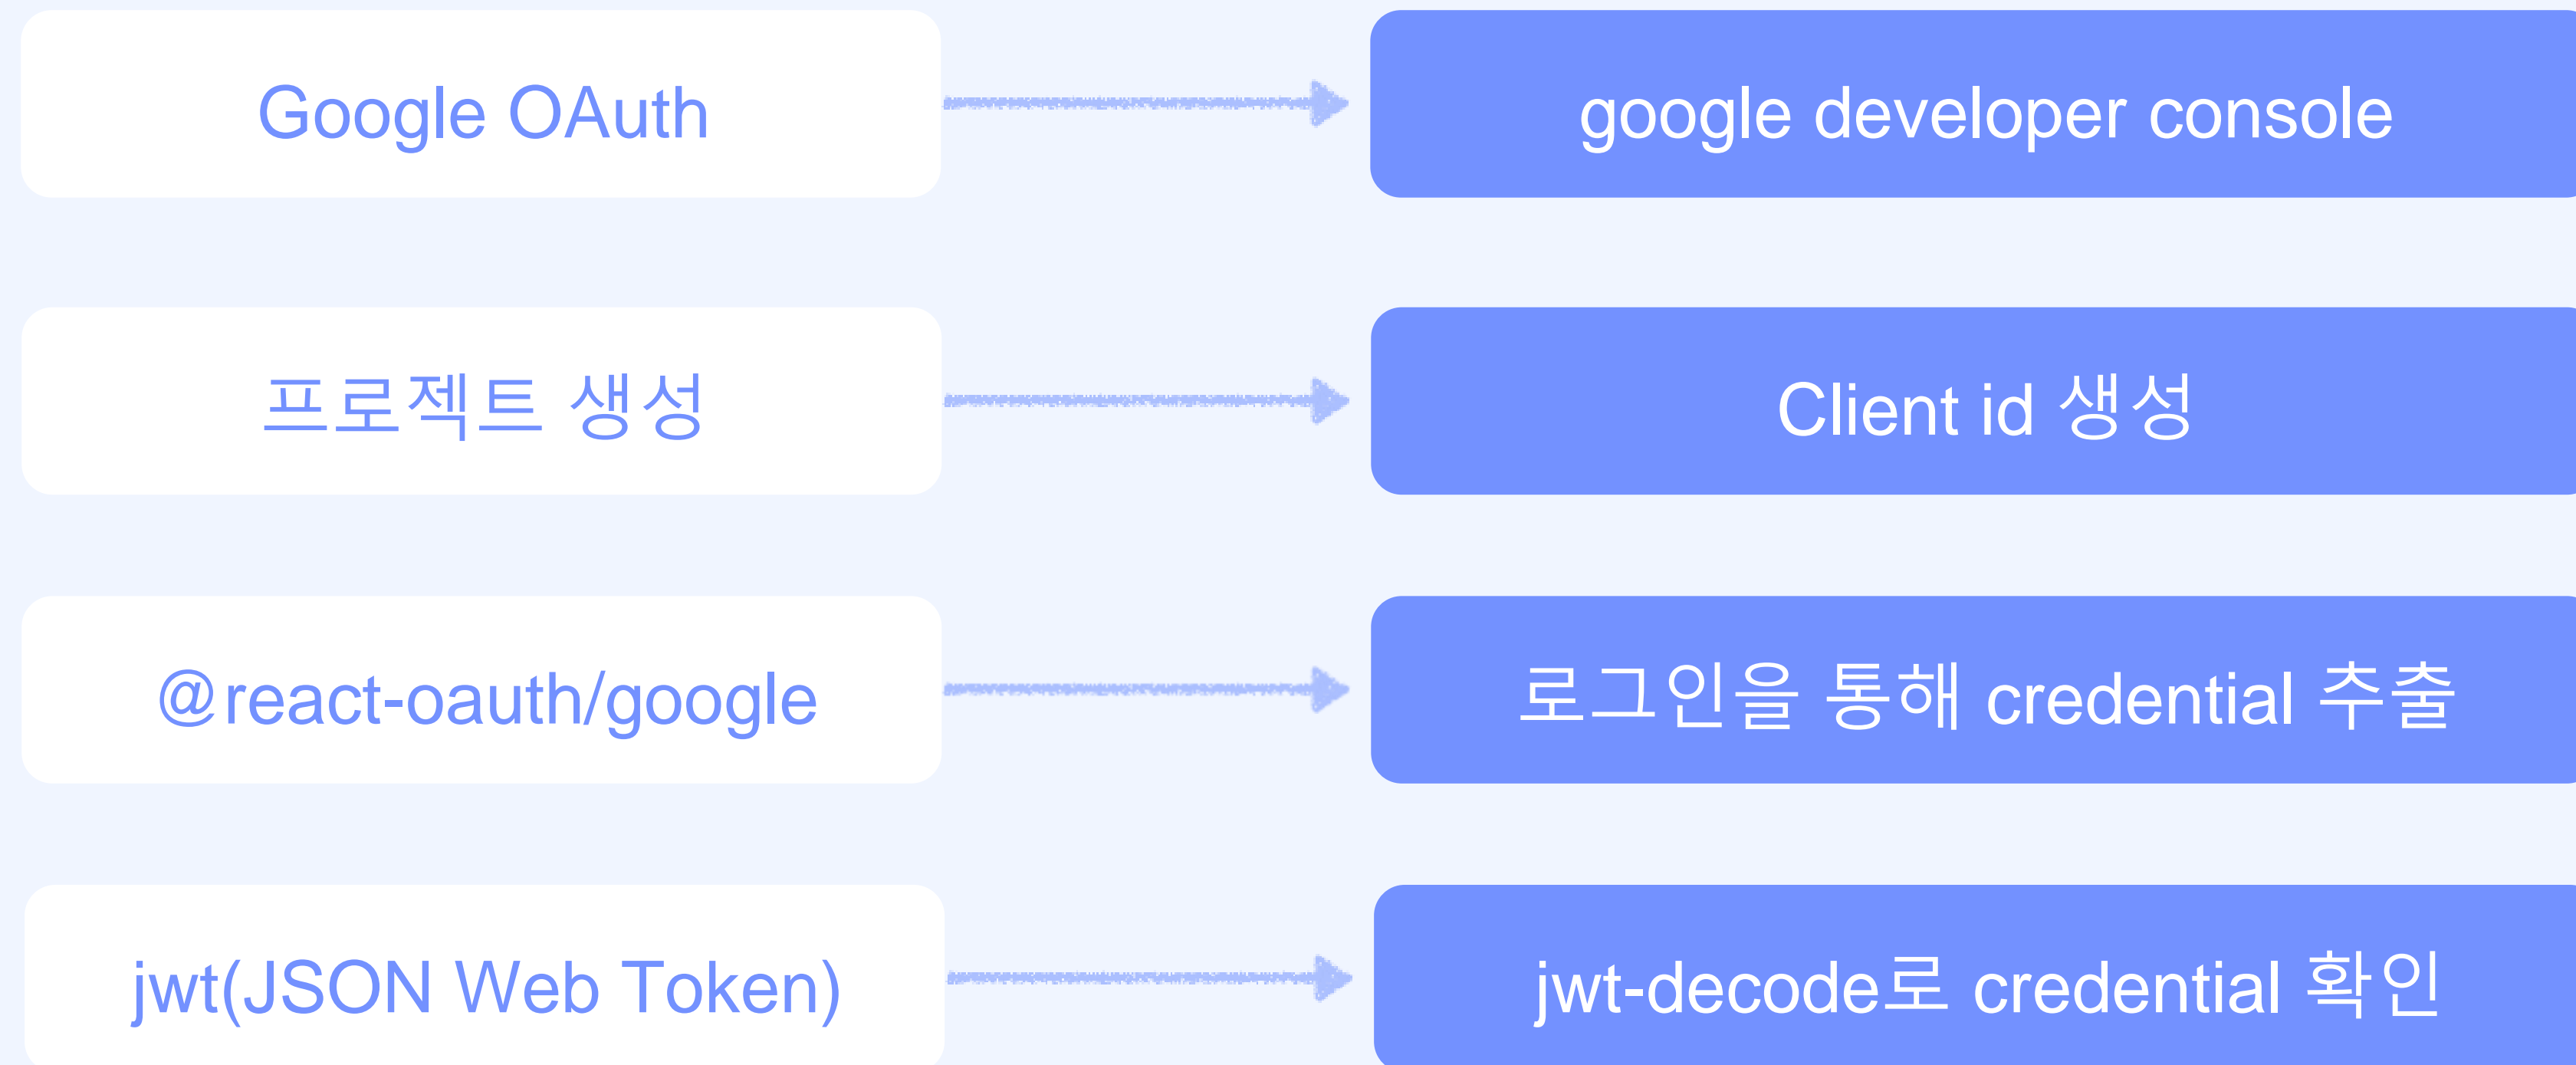 Google OAuth
google developer console
프로젝트 생성
Client id 생성
@react-oauth/google
로그인을 통해 credential 추출
jwt(JSON Web Token)
jwt-decode로 credential 확인